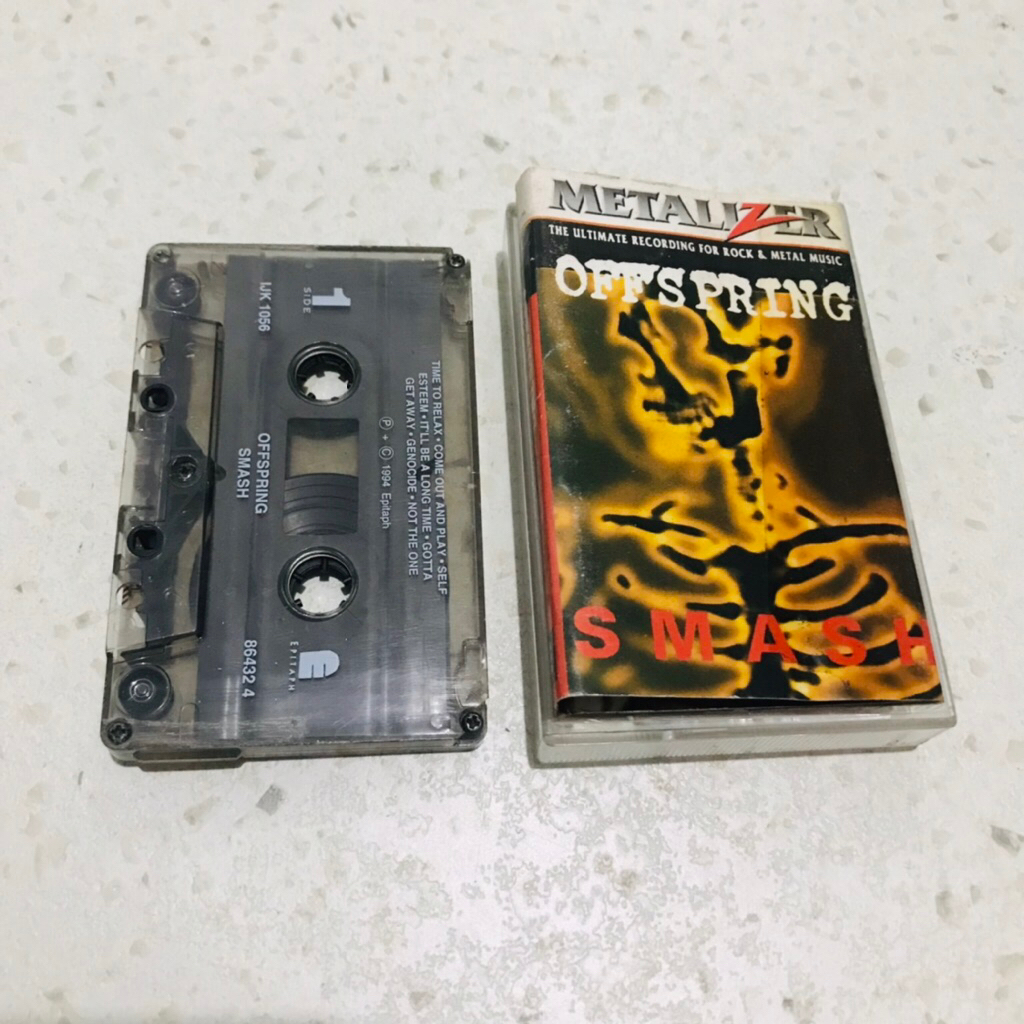 1
SIDE
IJK 1056
OFFSPRING
SMASH
86432 4
TIME TO RELAX • COME OUT AND PLAY • SELF
ESTEEM • IT'LL BE A LONG TIME • GOTTA
GET AWAY • GENOCIDE • NOT THE ONE
Ⓟ + © 1994 Epitaph
E
EPITAPH
METALIZER
THE ULTIMATE RECORDING FOR ROCK & METAL MUSIC
OFFSPRING
SMASH